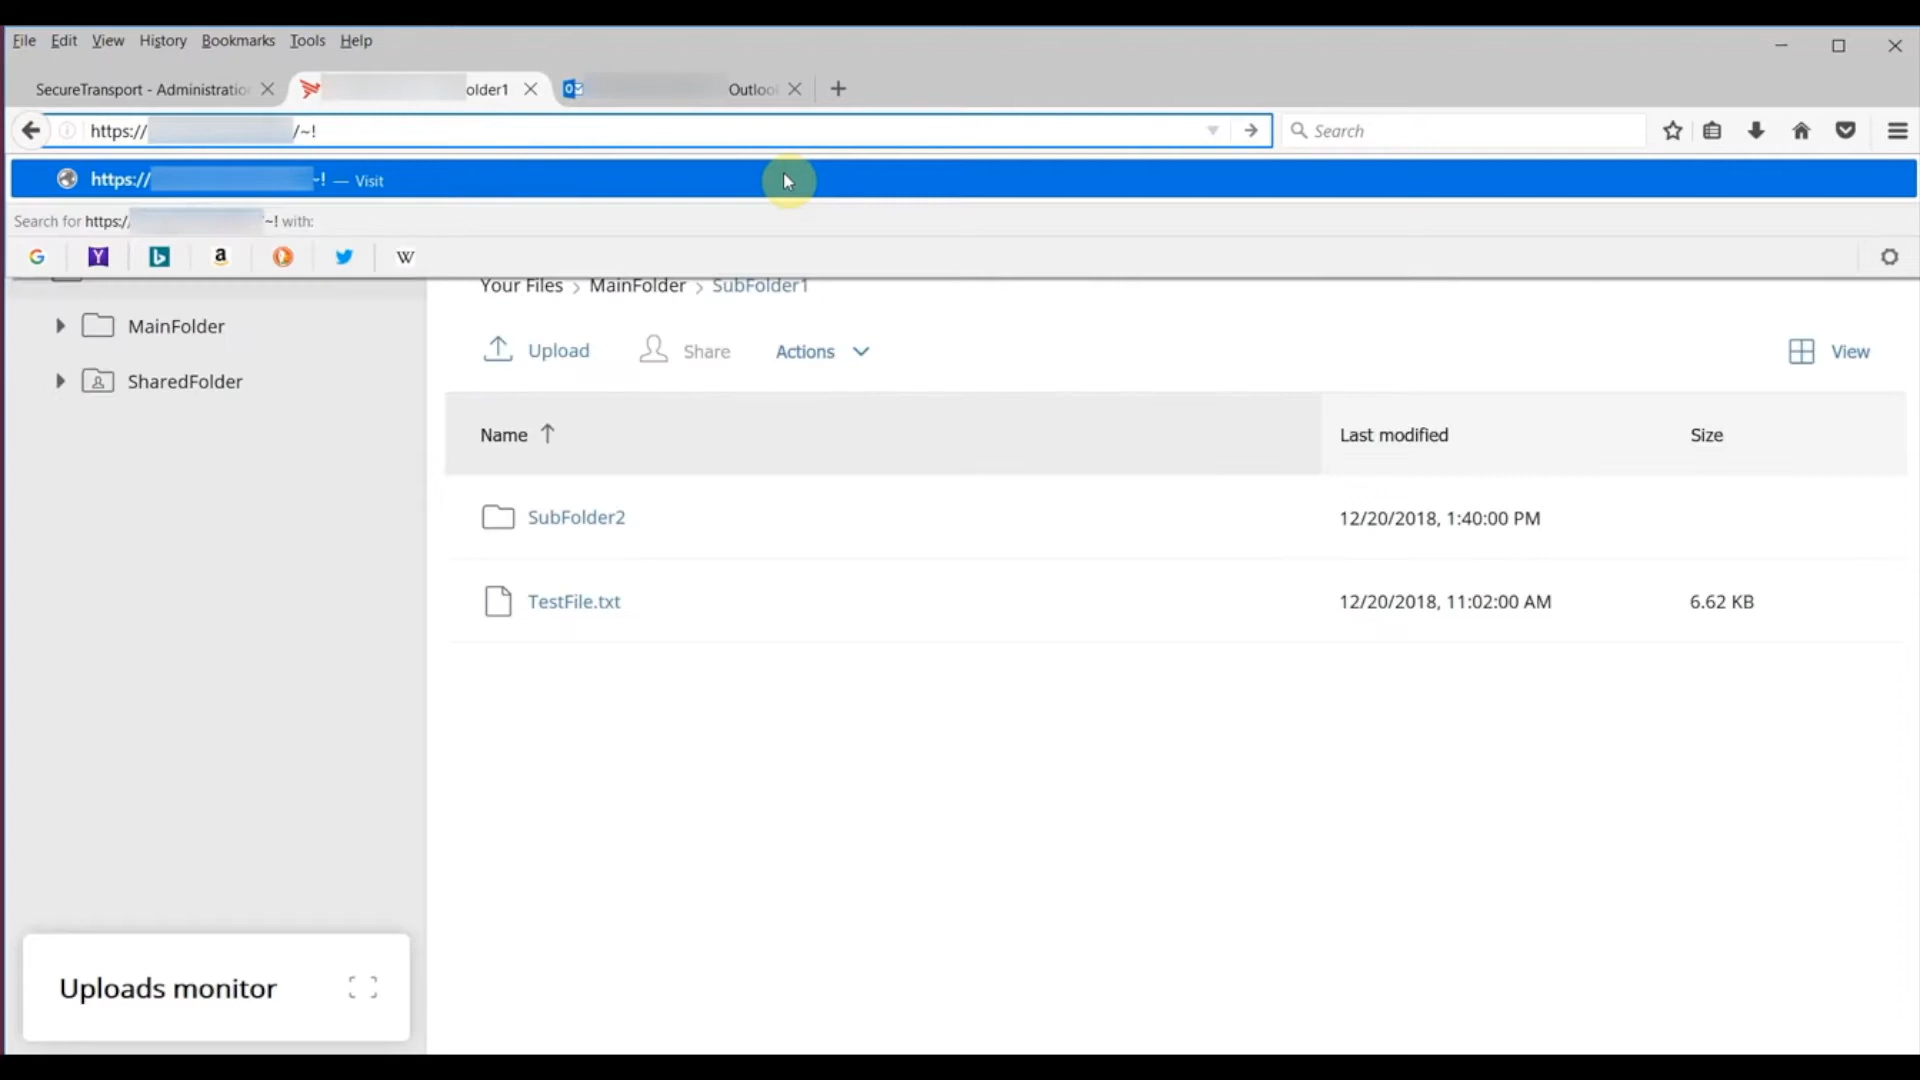 File Edit View History Bookmarks Tools Help
SecureTransport - Administratio
older1
Outloo
https:// /~!
Search
https:// ~! — Visit
Search for https:/ ~! with:
Your Files > MainFolder > SubFolder1
MainFolder
SharedFolder
Upload Share Actions View
Name Last modified Size
SubFolder2 12/20/2018, 1:40:00 PM
TestFile.txt 12/20/2018, 11:02:00 AM 6.62 KB
Uploads monitor